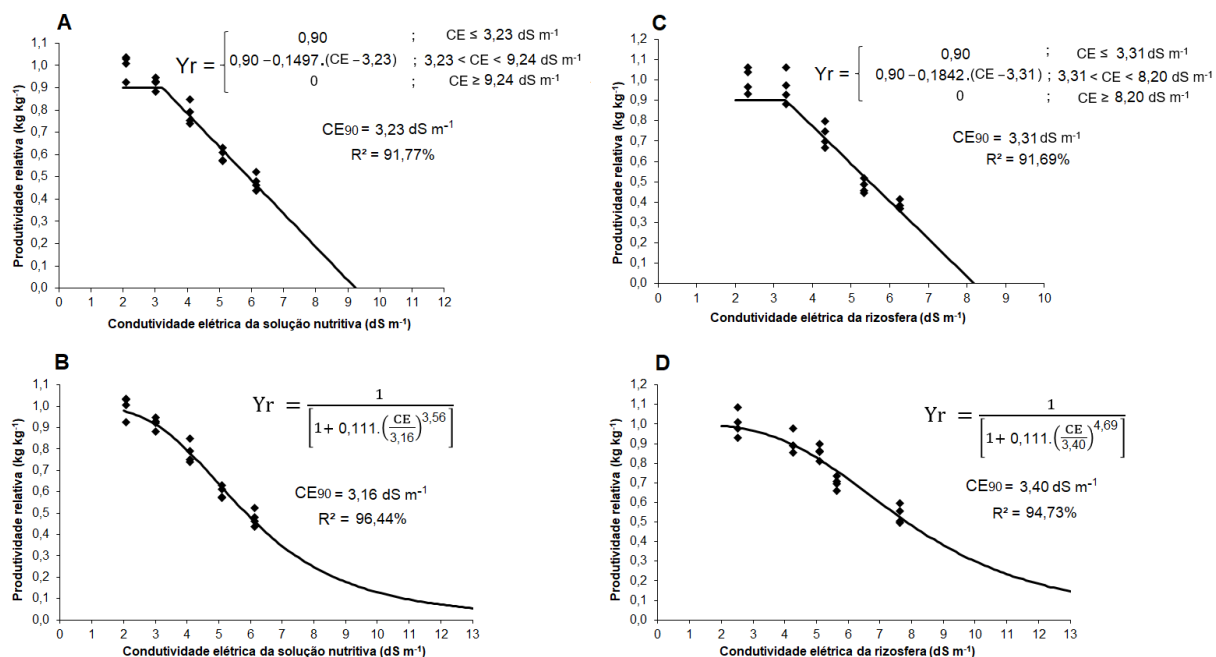 A
1,1
1,0
0,9
0,8
0,7
0,6
0,5
0,4
0,3
0,2
0,1
0,0
Produtividade relativa (kg kg⁻¹)
0,90 ; CE ≤ 3,23 dS m⁻¹
Yr = 0,90 – 0,1497.(CE – 3,23) ; 3,23 < CE < 9,24 dS m⁻¹
0 ; CE ≥ 9,24 dS m⁻¹
CE90 = 3,23 dS m⁻¹
R² = 91,77%
0 1 2 3 4 5 6 7 8 9 10 11 12
Condutividade elétrica da solução nutritiva (dS m⁻¹)
B
1,1
1,0
0,9
0,8
0,7
0,6
0,5
0,4
0,3
0,2
0,1
0,0
Produtividade relativa (kg kg⁻¹)
1
Yr =
[1 + 0,111.(CE/3,16)^3,56]
CE90 = 3,16 dS m⁻¹
R² = 96,44%
0 1 2 3 4 5 6 7 8 9 10 11 12 13
Condutividade elétrica da solução nutritiva (dS m⁻¹)
C
1,1
1,0
0,9
0,8
0,7
0,6
0,5
0,4
0,3
0,2
0,1
0,0
Produtividade relativa (kg kg⁻¹)
0,90 ; CE ≤ 3,31 dS m⁻¹
Yr = 0,90 – 0,1842.(CE – 3,31) ; 3,31 < CE < 8,20 dS m⁻¹
0 ; CE ≥ 8,20 dS m⁻¹
CE90 = 3,31 dS m⁻¹
R² = 91,69%
0 1 2 3 4 5 6 7 8 9 10
Condutividade elétrica da rizosfera (dS m⁻¹)
D
1,1
1,0
0,9
0,8
0,7
0,6
0,5
0,4
0,3
0,2
0,1
0,0
Produtividade relativa (kg kg⁻¹)
1
Yr =
[1 + 0,111.(CE/3,40)^4,69]
CE90 = 3,40 dS m⁻¹
R² = 94,73%
0 1 2 3 4 5 6 7 8 9 10 11 12 13
Condutividade elétrica da rizosfera (dS m⁻¹)